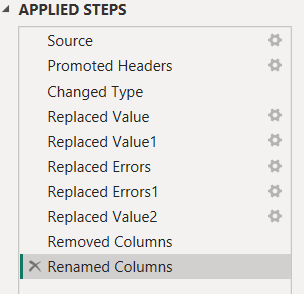 APPLIED STEPS
Source
Promoted Headers
Changed Type
Replaced Value
Replaced Value1
Replaced Errors
Replaced Errors1
Replaced Value2
Removed Columns
Renamed Columns